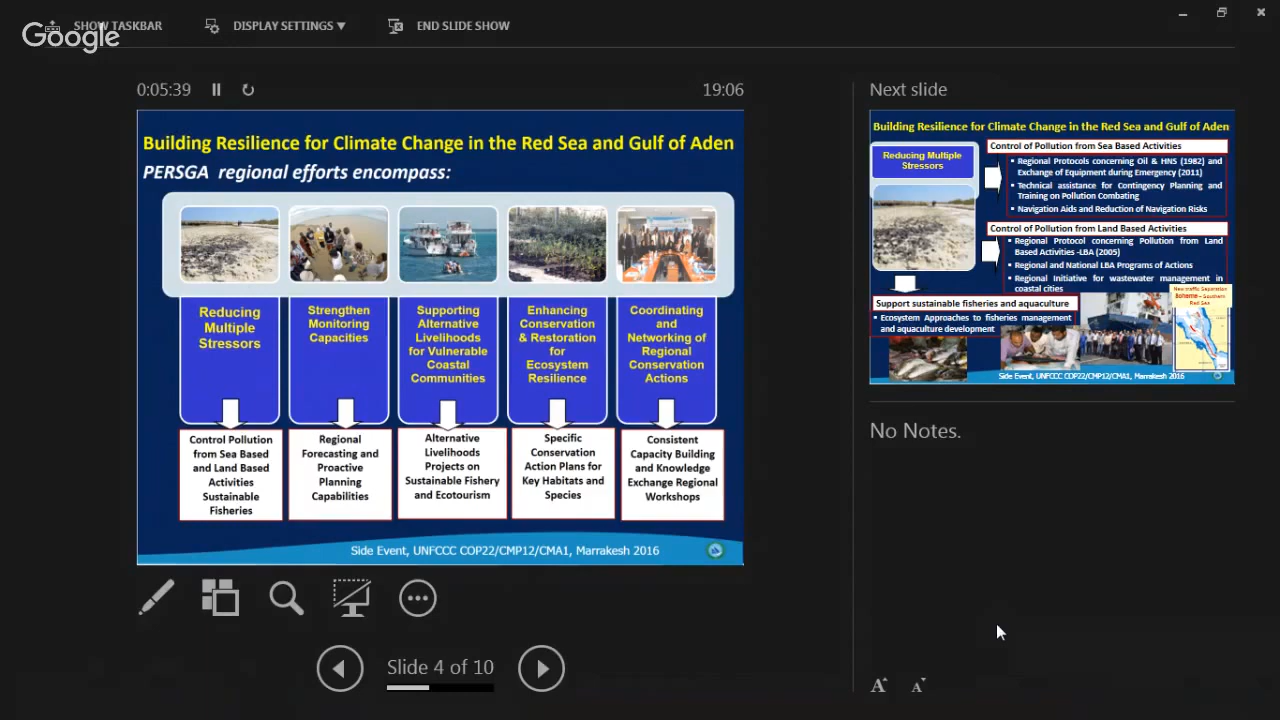 Google
SHOW TASKBAR
DISPLAY SETTINGS ▼
END SLIDE SHOW
0:05:39
19:06
Building Resilience for Climate Change in the Red Sea and Gulf of Aden
PERSGA regional efforts encompass:
Reducing
Multiple
Stressors
Strengthen
Monitoring
Capacities
Supporting
Alternative
Livelihoods
for Vulnerable
Coastal
Communities
Enhancing
Conservation
& Restoration
for
Ecosystem
Resilience
Coordinating
and
Networking of
Regional
Conservation
Actions
Control Pollution
from Sea Based
and Land Based
Activities
Sustainable
Fisheries
Regional
Forecasting and
Proactive
Planning
Capabilities
Alternative
Livelihoods
Projects on
Sustainable Fishery
and Ecotourism
Specific
Conservation
Action Plans for
Key Habitats and
Species
Consistent
Capacity Building
and Knowledge
Exchange Regional
Workshops
Side Event, UNFCCC COP22/CMP12/CMA1, Marrakesh 2016
Slide 4 of 10
Next slide
Building Resilience for Climate Change in the Red Sea and Gulf of Aden
Reducing Multiple
Stressors
Control of Pollution from Sea Based Activities
▪ Regional Protocols concerning Oil & HNS (1982) and
Exchange of Equipment during Emergency (2011)
▪ Technical assistance for Contingency Planning and
Training on Pollution Combating
▪ Navigation Aids and Reduction of Navigation Risks
Control of Pollution from Land Based Activities
▪ Regional Protocol concerning Pollution from Land
Based Activities -LBA (2005)
▪ Regional and National LBA Programs of Actions
▪ Regional Initiative for wastewater management in
coastal cities
Support sustainable fisheries and aquaculture
▪ Ecosystem Approaches to fisheries management
and aquaculture development
New traffic Separation
Scheme – Southern
Red Sea
Side Event, UNFCCC COP22/CMP12/CMA1, Marrakesh 2016
No Notes.
A
A